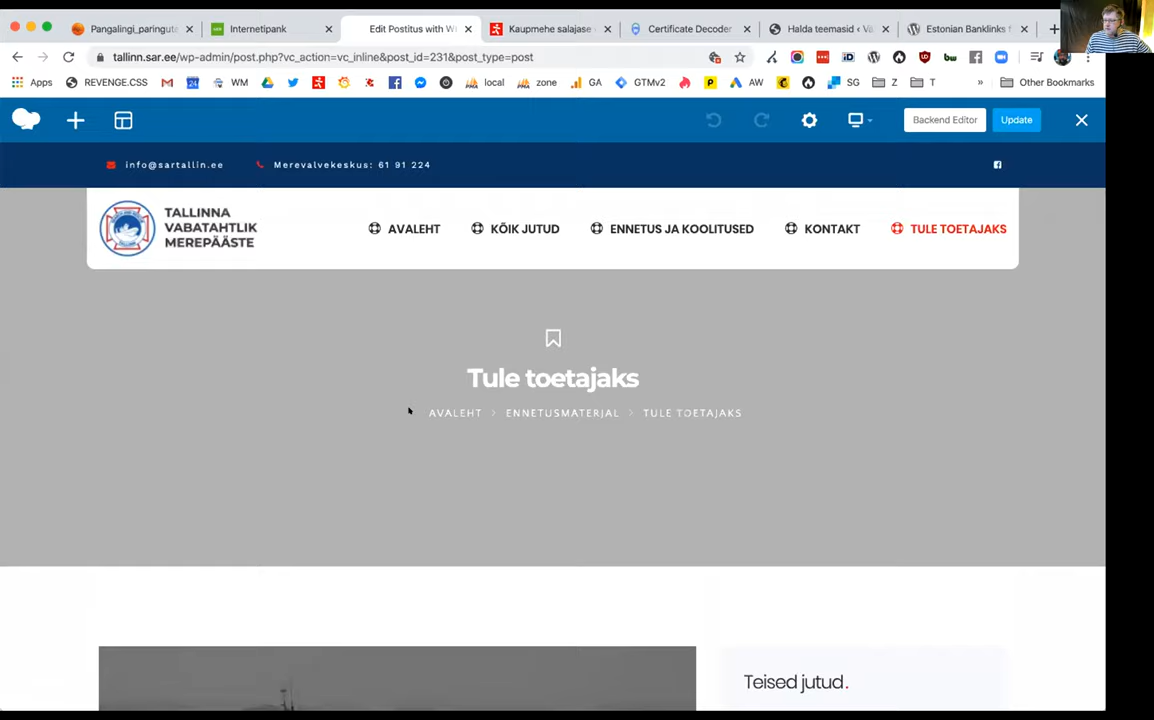 Pangalingi_paringute
Internetipank
Edit Postitus with W
Kaupmehe salajase
Certificate Decoder
Halda teemasid ‹ Vä
Estonian Banklinks f
tallinn.sar.ee/wp-admin/post.php?vc_action=vc_inline&post_id=231&post_type=post
Apps
REVENGE.CSS
WM
local
zone
GA
GTMv2
AW
SG
Z
T
»
Other Bookmarks
Backend Editor
Update
info@sartallin.ee
Merevalvekeskus: 61 91 224
TALLINNA
VABATAHTLIK
MEREPÄÄSTE
AVALEHT
KÕIK JUTUD
ENNETUS JA KOOLITUSED
KONTAKT
TULE TOETAJAKS
Tule toetajaks
AVALEHT > ENNETUSMATERJAL > TULE TOETAJAKS
Teised jutud.